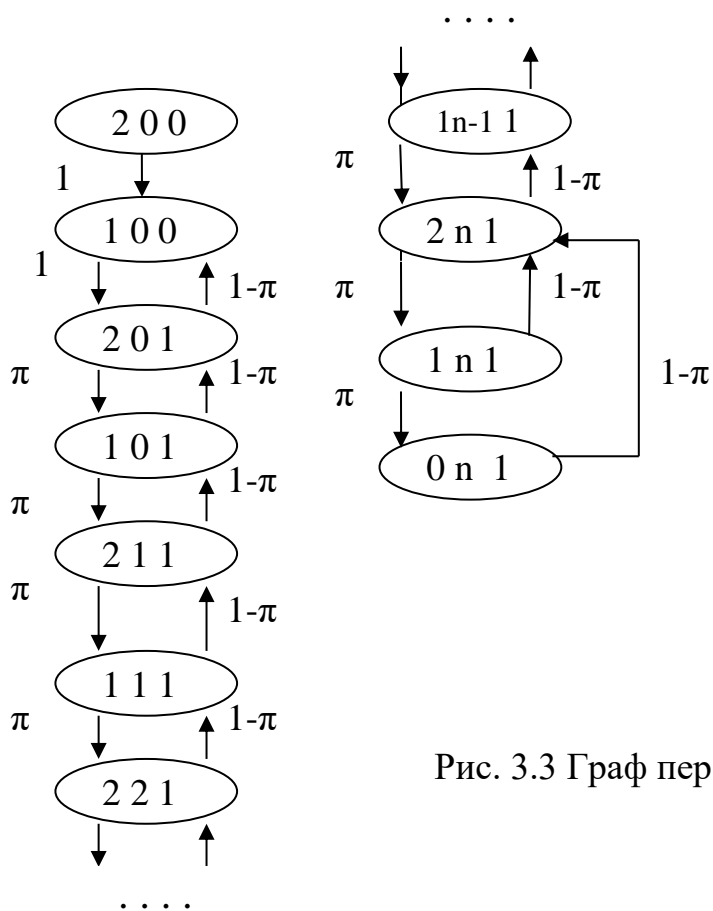 2 0 0
1
1 0 0
1
1-π
2 0 1
π
1-π
1 0 1
π
1-π
2 1 1
π
1-π
1 1 1
π
1-π
2 2 1
. . . .
. . . .
1n-1 1
π
1-π
2 n 1
π
1-π
1 n 1
π
1-π
0 n 1
Рис. 3.3 Граф пер